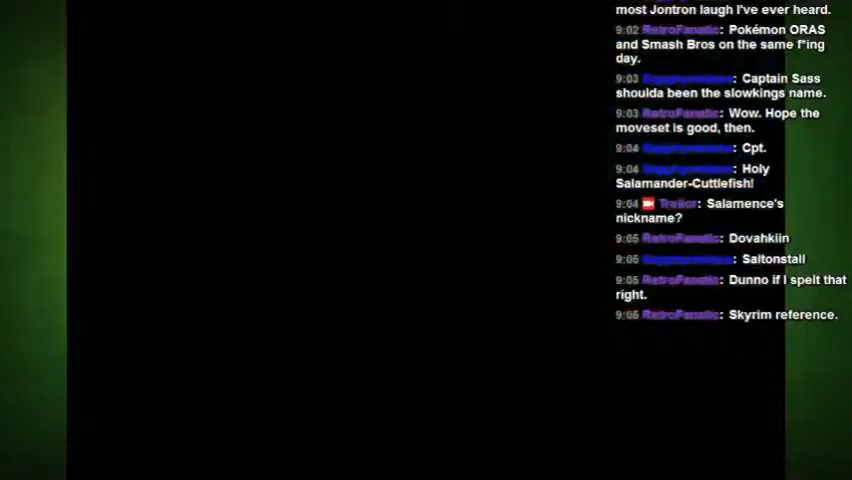 most Jontron laugh I've ever heard.
9:02 RetroFanatic: Pokémon ORAS
and Smash Bros on the same f*ing
day.
9:03 : Captain Sass
shoulda been the slowkings name.
9:03 RetroFanatic: Wow. Hope the
moveset is good, then.
9:04 : Cpt.
9:04 : Holy
Salamander-Cuttlefish!
9:04 Trelior: Salamence's
nickname?
9:05 RetroFanatic: Dovahkiin
9:05 : Saltonstall
9:05 RetroFanatic: Dunno if I spelt that
right.
9:05 RetroFanatic: Skyrim reference.